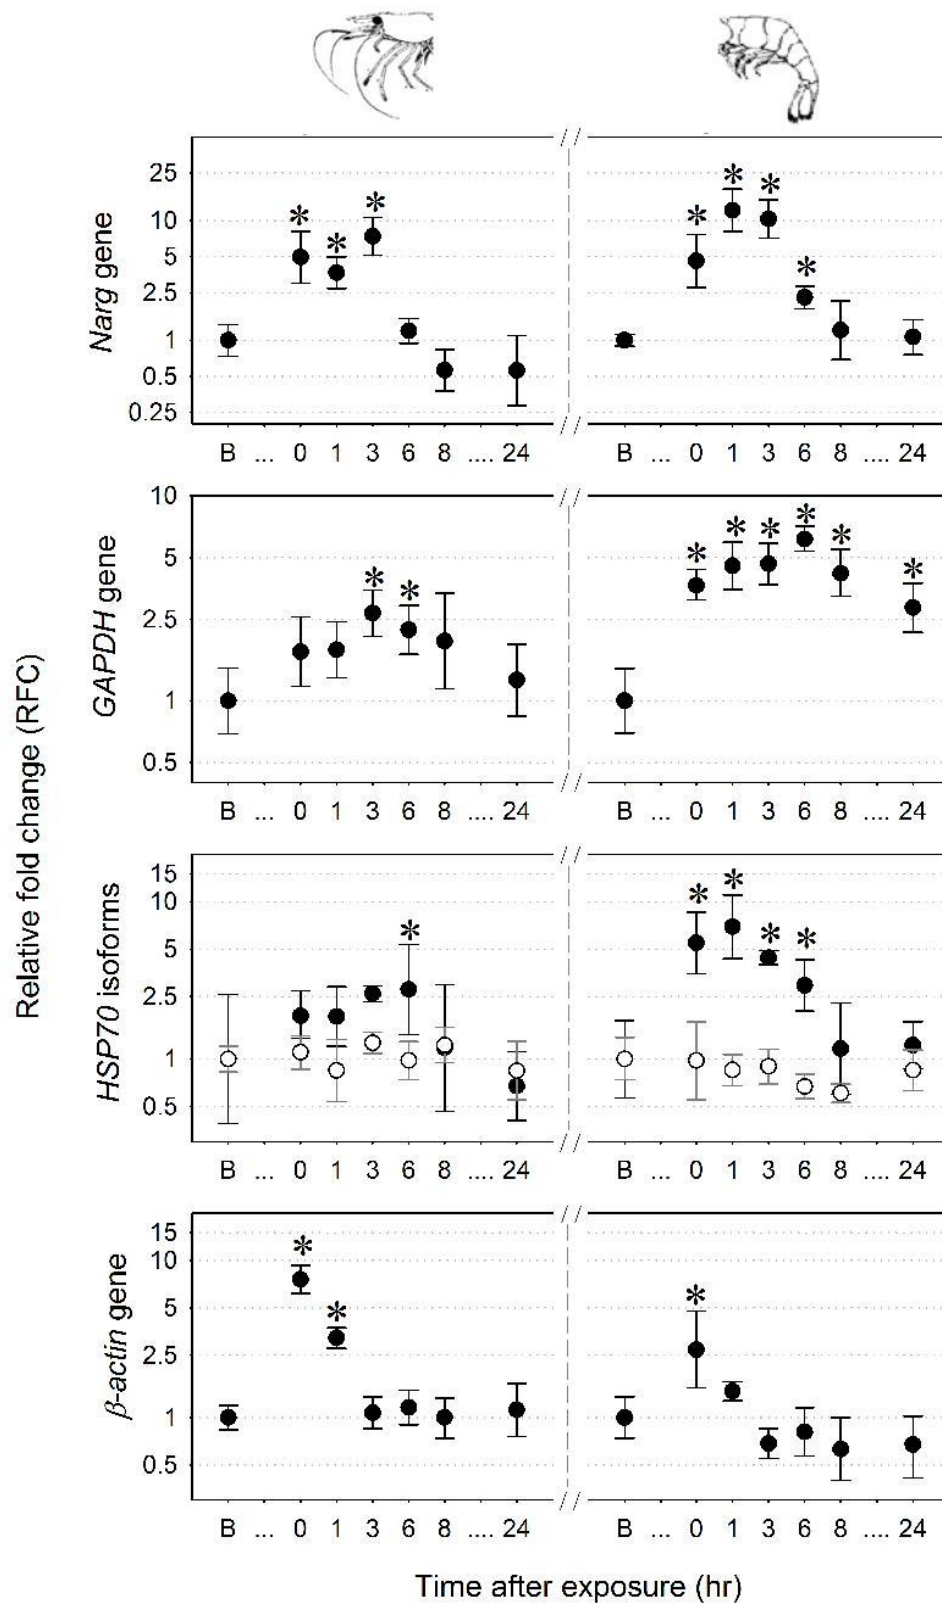 Narg gene
25
10
5
2.5
1
0.5
0.25
* * *
* * * *
B ... 0 1 3 6 8 .... 24
B ... 0 1 3 6 8 .... 24
GAPDH gene
10
5
2.5
1
0.5
* *
* * * * * *
B ... 0 1 3 6 8 .... 24
B ... 0 1 3 6 8 .... 24
Relative fold change (RFC)
HSP70 isoforms
15
10
5
2.5
1
0.5
*
* * * *
B ... 0 1 3 6 8 .... 24
B ... 0 1 3 6 8 .... 24
β-actin gene
15
10
5
2.5
1
0.5
* *
*
B ... 0 1 3 6 8 .... 24
B ... 0 1 3 6 8 .... 24
Time after exposure (hr)